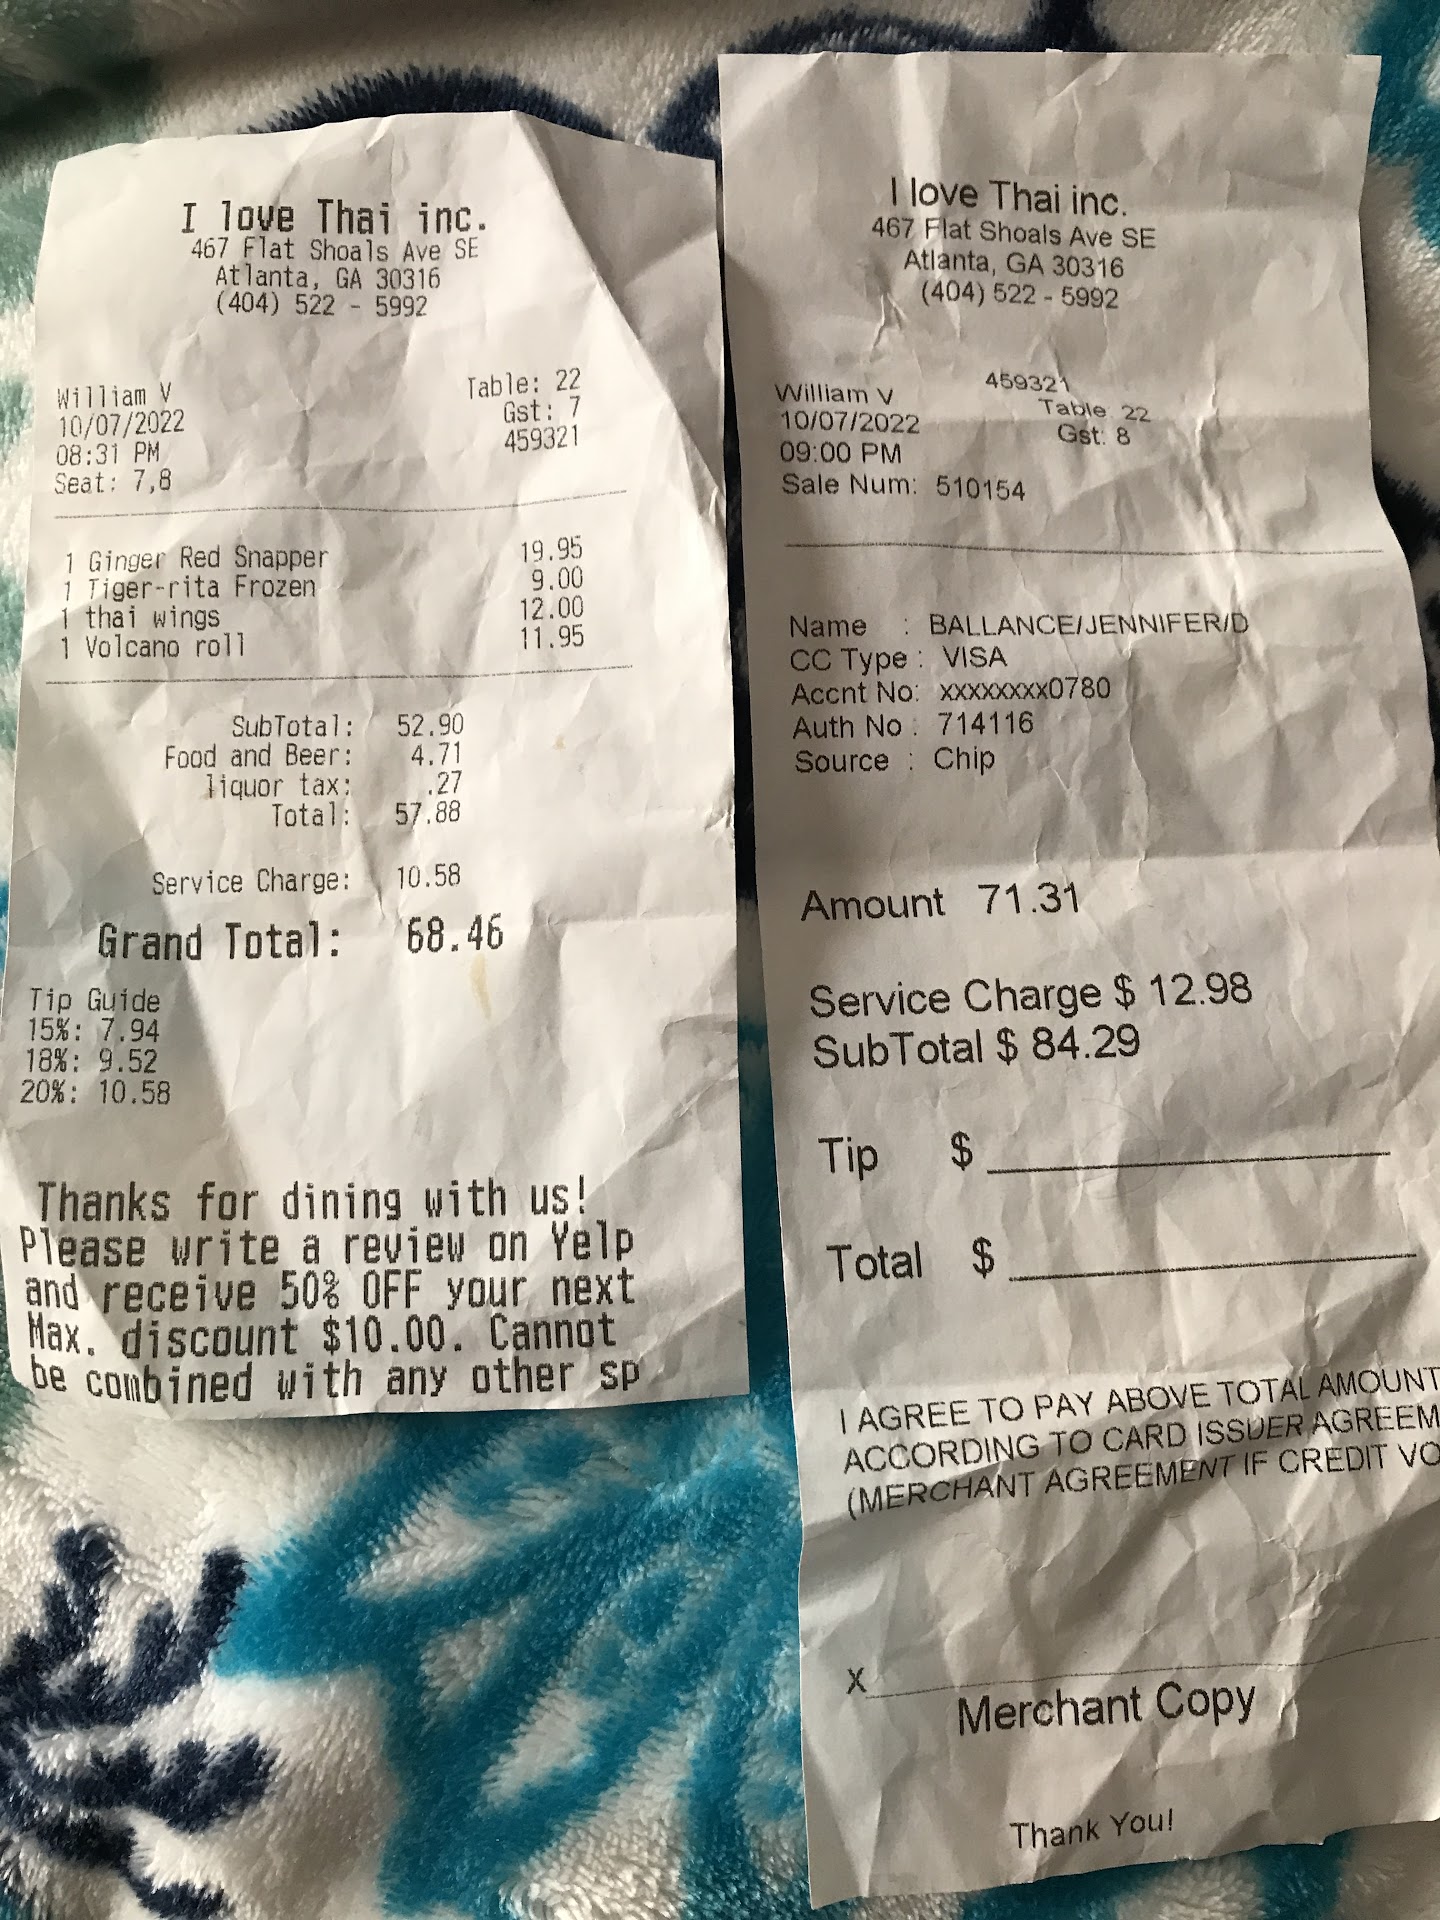 I love Thai inc.
467 Flat Shoals Ave SE
Atlanta, GA 30316
(404) 522 - 5992
William V Table: 22
10/07/2022 Gst: 7
08:31 PM 459321
Seat: 7,8
1 Ginger Red Snapper 19.95
1 Tiger-rita Frozen 9.00
1 thai wings 12.00
1 Volcano roll 11.95
SubTotal: 52.90
Food and Beer: 4.71
liquor tax: .27
Total: 57.88
Service Charge: 10.58
Grand Total: 68.46
Tip Guide
15%: 7.94
18%: 9.52
20%: 10.58
Thanks for dining with us!
Please write a review on Yelp
and receive 50% OFF your next
Max. discount $10.00. Cannot
be combined with any other sp
I love Thai inc.
467 Flat Shoals Ave SE
Atlanta, GA 30316
(404) 522 - 5992
William V 459321
10/07/2022 Table 22
09:00 PM Gst: 8
Sale Num: 510154
Name : BALLANCE/JENNIFER/D
CC Type : VISA
Accnt No: xxxxxxxx0780
Auth No : 714116
Source : Chip
Amount 71.31
Service Charge $ 12.98
SubTotal $ 84.29
Tip $
Total $
I AGREE TO PAY ABOVE TOTAL AMOUNT
ACCORDING TO CARD ISSUER AGREEM
(MERCHANT AGREEMENT IF CREDIT VO
X
Merchant Copy
Thank You!